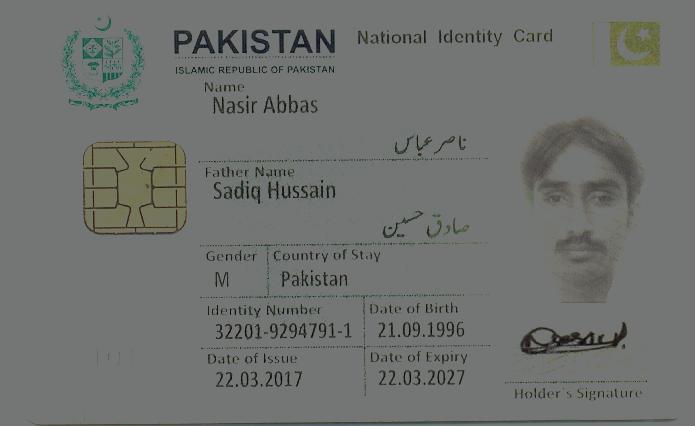 PAKISTAN National Identity Card
ISLAMIC REPUBLIC OF PAKISTAN
Name
Nasir Abbas
ناصر عباس
Father Name
Sadiq Hussain
صادق حسین
Gender Country of Stay
M Pakistan
Identity Number Date of Birth
32201-9294791-1 21.09.1996
Date of Issue Date of Expiry
22.03.2017 22.03.2027
Holder's Signature